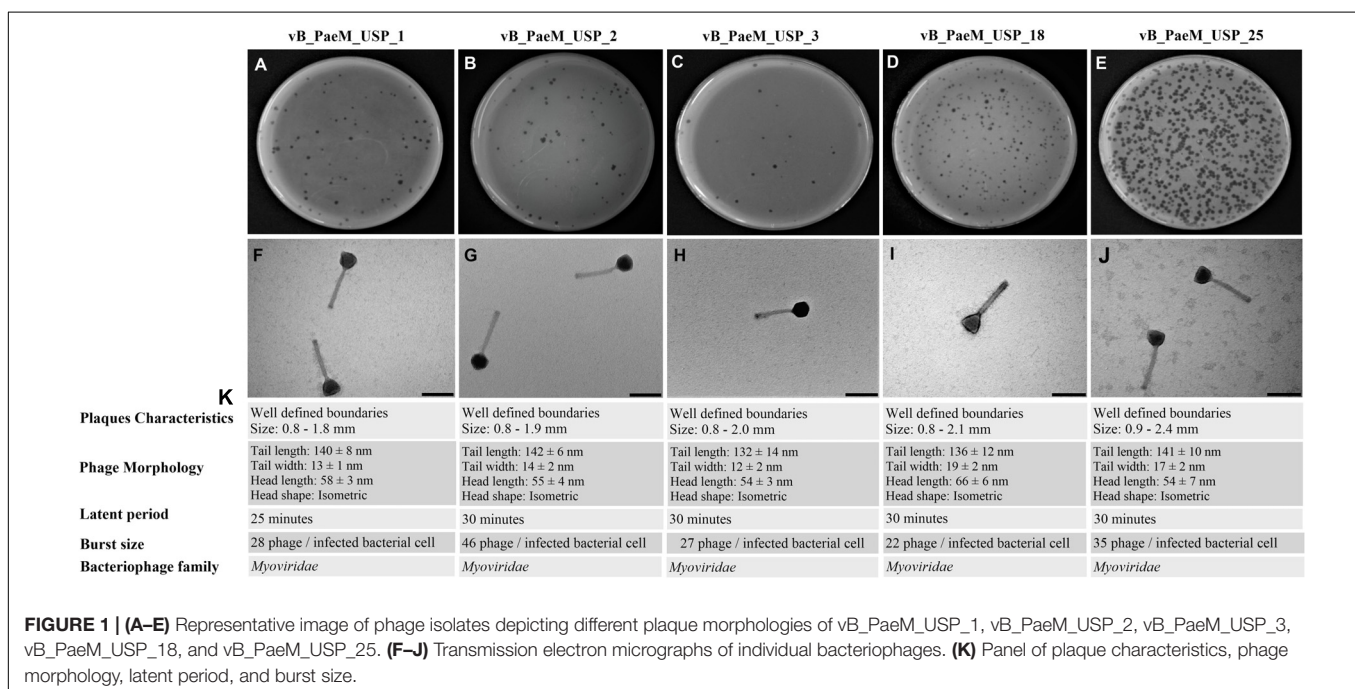 vB_PaeM_USP_1 vB_PaeM_USP_2 vB_PaeM_USP_3 vB_PaeM_USP_18 vB_PaeM_USP_25
A B C D E
F G H I J
K
Plaques Characteristics
Well defined boundaries Well defined boundaries Well defined boundaries Well defined boundaries Well defined boundaries
Size: 0.8 - 1.8 mm Size: 0.8 - 1.9 mm Size: 0.8 - 2.0 mm Size: 0.8 - 2.1 mm Size: 0.9 - 2.4 mm
Phage Morphology
Tail length: 140 ± 8 nm Tail length: 142 ± 6 nm Tail length: 132 ± 14 nm Tail length: 136 ± 12 nm Tail length: 141 ± 10 nm
Tail width: 13 ± 1 nm Tail width: 14 ± 2 nm Tail width: 12 ± 2 nm Tail width: 19 ± 2 nm Tail width: 17 ± 2 nm
Head length: 58 ± 3 nm Head length: 55 ± 4 nm Head length: 54 ± 3 nm Head length: 66 ± 6 nm Head length: 54 ± 7 nm
Head shape: Isometric Head shape: Isometric Head shape: Isometric Head shape: Isometric Head shape: Isometric
Latent period 25 minutes 30 minutes 30 minutes 30 minutes 30 minutes
Burst size 28 phage / infected bacterial cell 46 phage / infected bacterial cell 27 phage / infected bacterial cell 22 phage / infected bacterial cell 35 phage / infected bacterial cell
Bacteriophage family Myoviridae Myoviridae Myoviridae Myoviridae Myoviridae
FIGURE 1 | (A–E) Representative image of phage isolates depicting different plaque morphologies of vB_PaeM_USP_1, vB_PaeM_USP_2, vB_PaeM_USP_3,
vB_PaeM_USP_18, and vB_PaeM_USP_25. (F–J) Transmission electron micrographs of individual bacteriophages. (K) Panel of plaque characteristics, phage
morphology, latent period, and burst size.